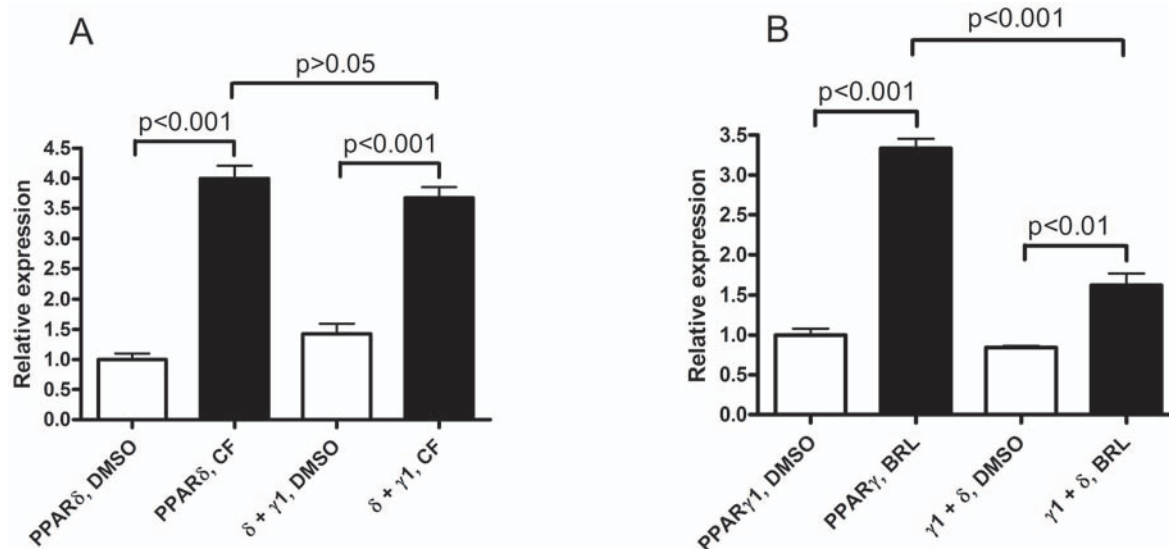 A
p>0.05
p<0.001
p<0.001
Relative expression
4.5
4.0
3.5
3.0
2.5
2.0
1.5
1.0
0.5
0.0
PPARδ, DMSO
PPARδ, CF
δ + γ1, DMSO
δ + γ1, CF
B
p<0.001
p<0.001
p<0.01
Relative expression
3.5
3.0
2.5
2.0
1.5
1.0
0.5
0.0
PPARγ1, DMSO
PPARγ, BRL
γ1 + δ, DMSO
γ1 + δ, BRL